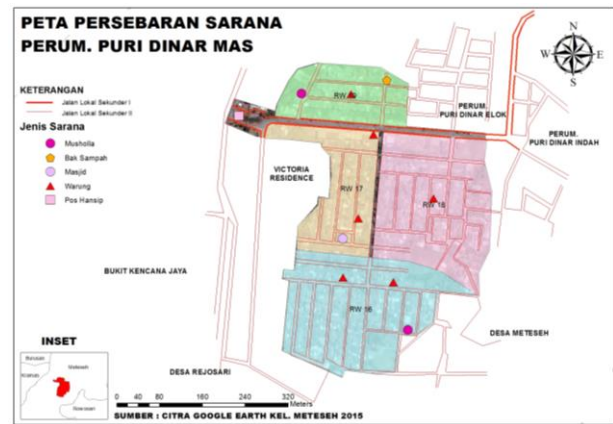 PETA PERSEBARAN SARANA
PERUM. PURI DINAR MAS
N
W
E
S
KETERANGAN
Jalan Lokal Sekunder I
Jalan Lokal Sekunder II
Jenis Sarana
Musholla
Bak Sampah
Masjid
Warung
Pos Hansip
PERUM.
PURI DINAR ELOK
PERUM.
PURI DINAR INDAH
VICTORIA
RESIDENCE
RW 17
RW 18
BUKIT KENCANA JAYA
RW 16
DESA METESEH
DESA REJOSARI
INSET
Meteseh
Rowosari
0 40 80 160 240 320
Meters
SUMBER : CITRA GOOGLE EARTH KEL. METESEH 2015